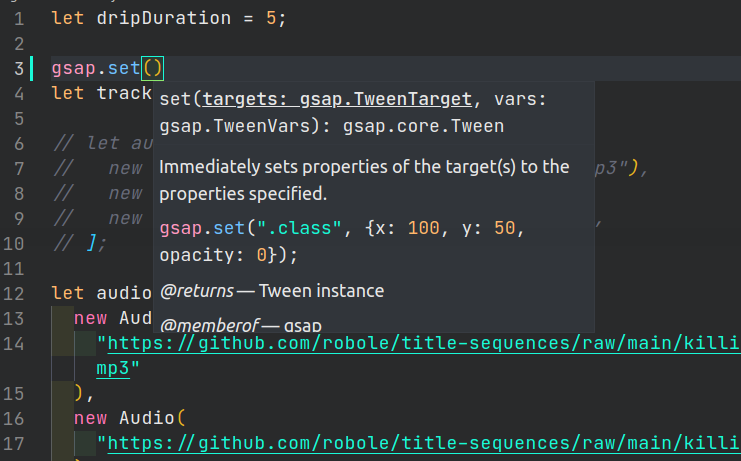 1 let dripDuration = 5;
2
3 gsap.set()
4 let track
set(targets: gsap.TweenTarget, vars:
gsap.TweenVars): gsap.core.Tween
Immediately sets properties of the target(s) to the
properties specified.
gsap.set(".class", {x: 100, y: 50,
opacity: 0});
@returns — Tween instance
@memberof — gsap
5
6 // let au
7 //   new p3"),
8 //   new
9 //   new ,
10 // ];
11
12 let audio
13 new Aud
14 "https://github.com/robole/title-sequences/raw/main/killi
mp3"
15 ),
16 new Audio(
17 "https://github.com/robole/title-sequences/raw/main/killi